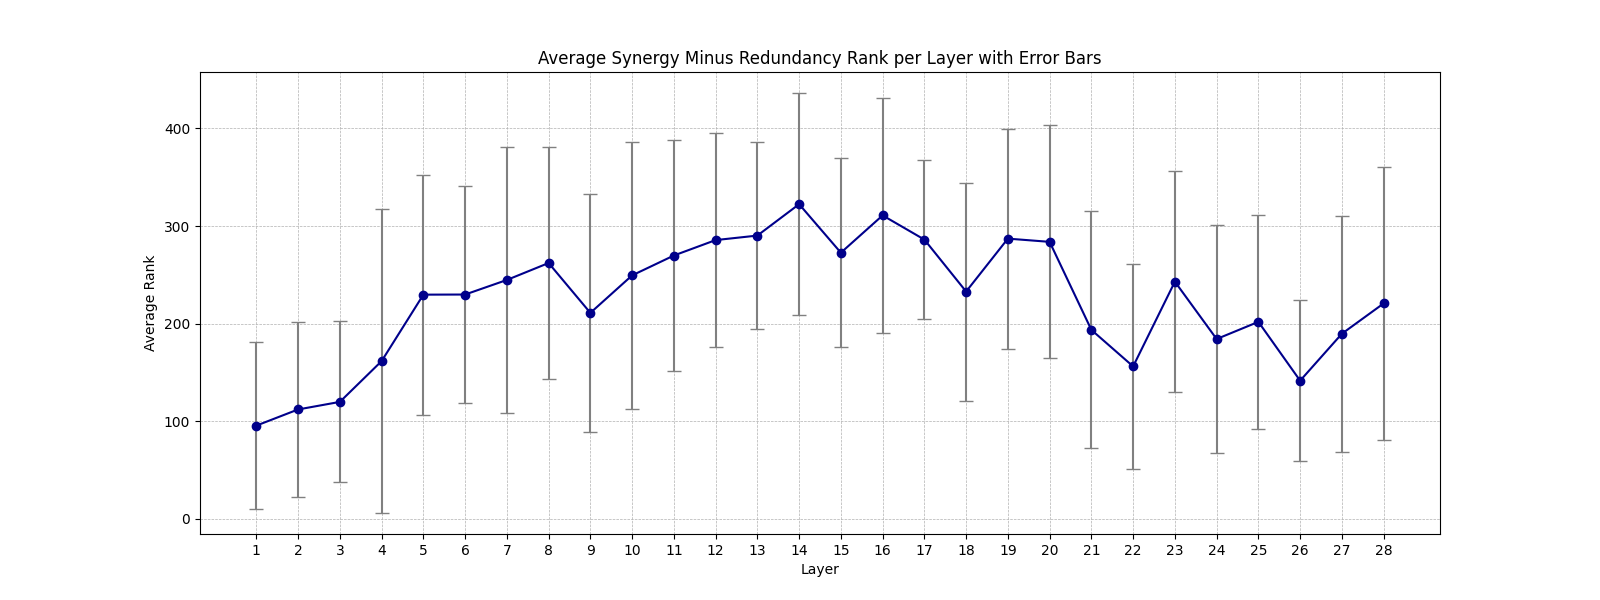 Average Synergy Minus Redundancy Rank per Layer with Error Bars
Average Rank
400
300
200
100
0
1 2 3 4 5 6 7 8 9 10 11 12 13 14 15 16 17 18 19 20 21 22 23 24 25 26 27 28
Layer